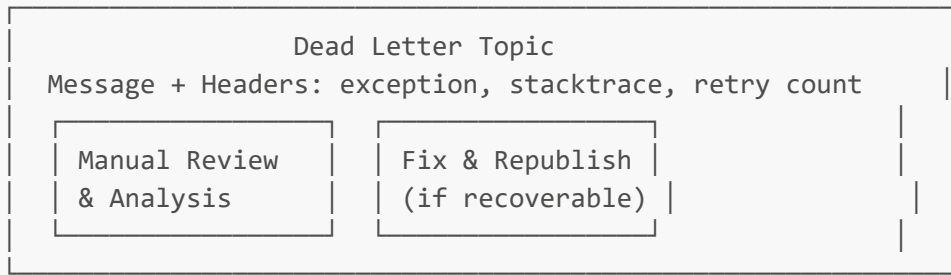 Dead Letter Topic
Message + Headers: exception, stacktrace, retry count
Manual Review Fix & Republish
& Analysis (if recoverable)